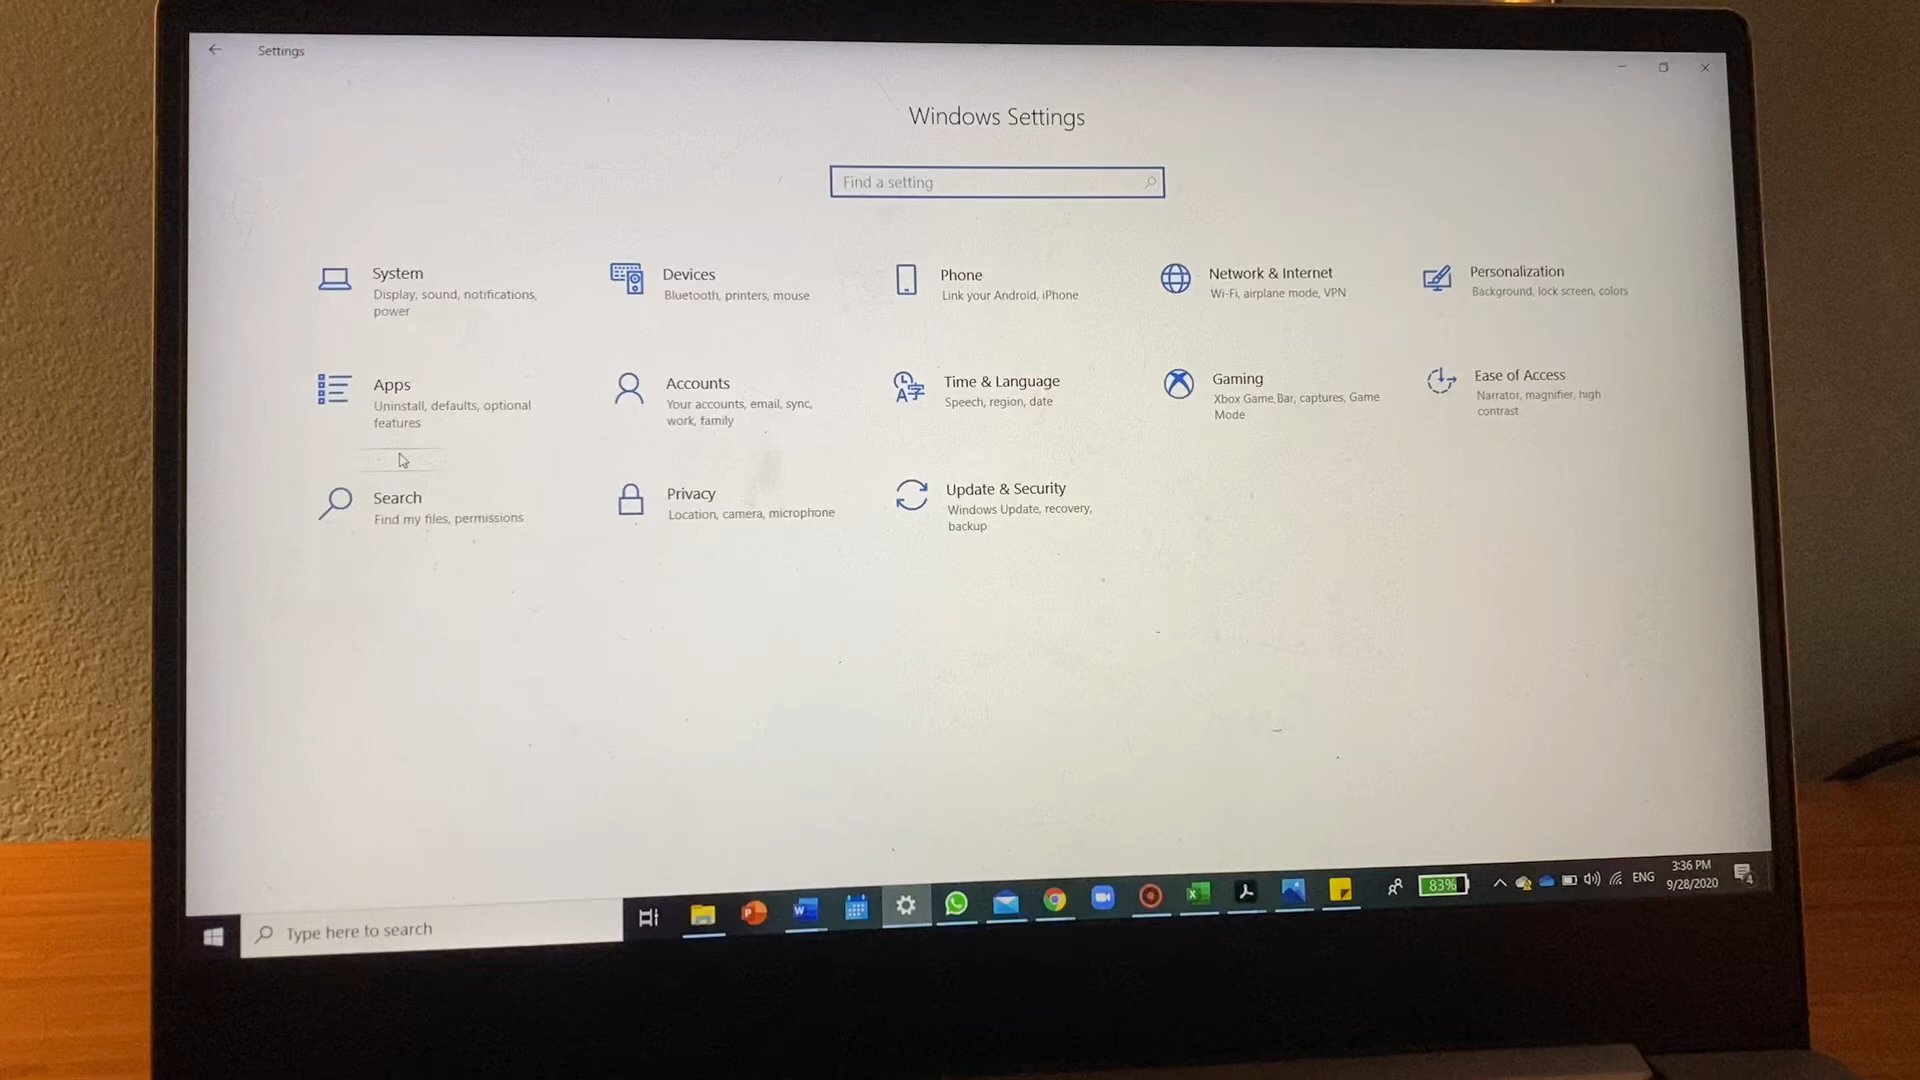 Settings
Windows Settings
Find a setting
System
Display, sound, notifications,
power
Devices
Bluetooth, printers, mouse
Phone
Link your Android, iPhone
Network & Internet
Wi-Fi, airplane mode, VPN
Personalization
Background, lock screen, colors
Apps
Uninstall, defaults, optional
features
Accounts
Your accounts, email, sync,
work, family
Time & Language
Speech, region, date
Gaming
Xbox Game Bar, captures, Game
Mode
Ease of Access
Narrator, magnifier, high
contrast
Search
Find my files, permissions
Privacy
Location, camera, microphone
Update & Security
Windows Update, recovery,
backup
Type here to search
83%
ENG
3:36 PM
9/28/2020
4